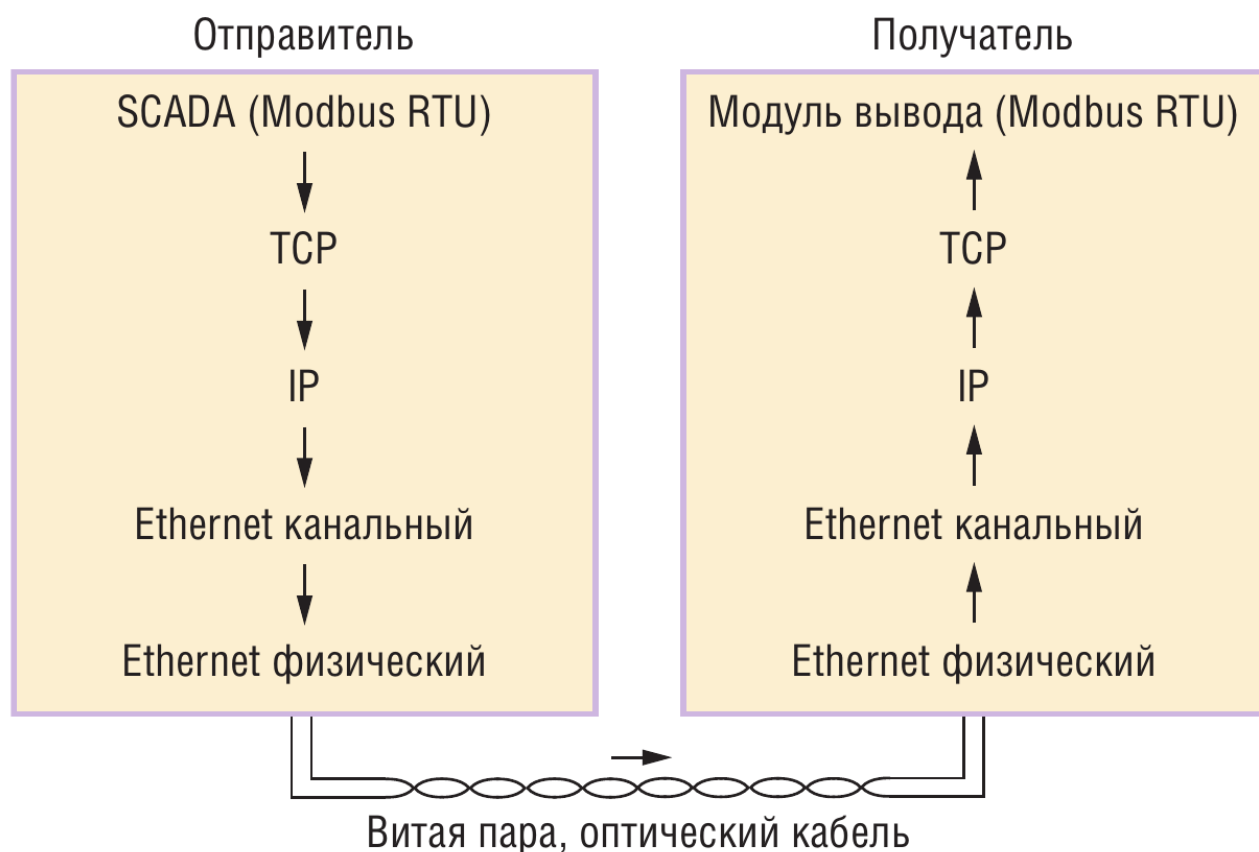 Отправитель
SCADA (Modbus RTU)
TCP
IP
Ethernet канальный
Ethernet физический
Получатель
Модуль вывода (Modbus RTU)
TCP
IP
Ethernet канальный
Ethernet физический
Витая пара, оптический кабель